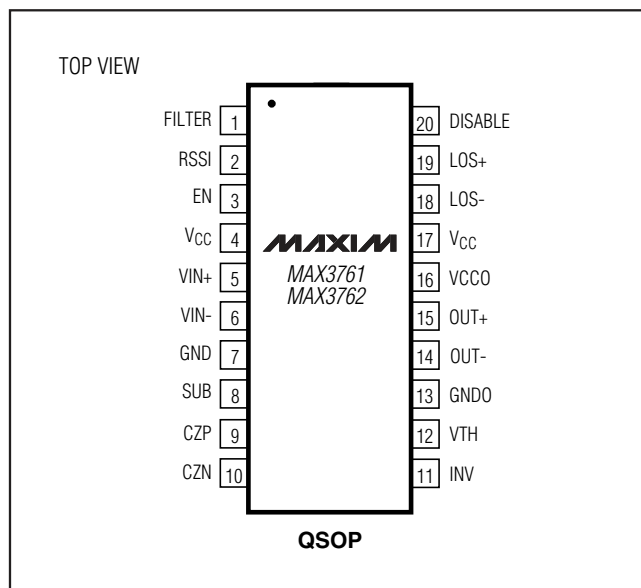 TOP VIEW
FILTER 1
RSSI 2
EN 3
VCC 4
VIN+ 5
VIN- 6
GND 7
SUB 8
CZP 9
CZN 10
MAXIM
MAX3761
MAX3762
20 DISABLE
19 LOS+
18 LOS-
17 VCC
16 VCCO
15 OUT+
14 OUT-
13 GNDO
12 VTH
11 INV
QSOP